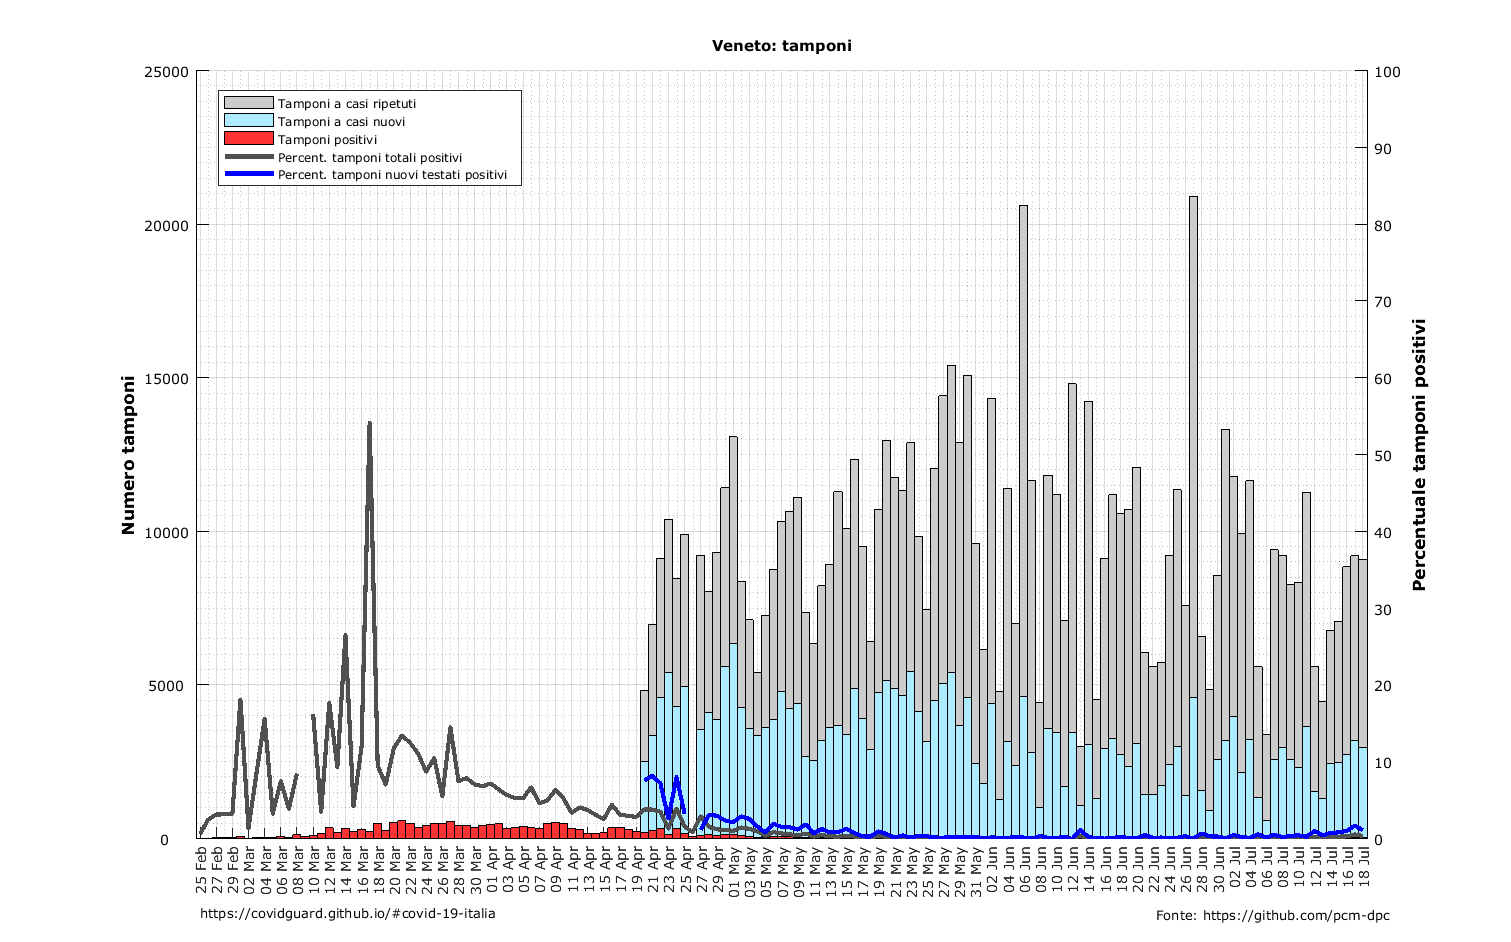 Veneto: tamponi
25000
20000
15000
10000
5000
0
Numero tamponi
Tamponi a casi ripetuti
Tamponi a casi nuovi
Tamponi positivi
Percent. tamponi totali positivi
Percent. tamponi nuovi testati positivi
100
90
80
70
60
50
40
30
20
10
0
Percentuale tamponi positivi
25 Feb
27 Feb
29 Feb
02 Mar
04 Mar
06 Mar
08 Mar
10 Mar
12 Mar
14 Mar
16 Mar
18 Mar
20 Mar
22 Mar
24 Mar
26 Mar
28 Mar
30 Mar
01 Apr
03 Apr
05 Apr
07 Apr
09 Apr
11 Apr
13 Apr
15 Apr
17 Apr
19 Apr
21 Apr
23 Apr
25 Apr
27 Apr
29 Apr
01 May
03 May
05 May
07 May
09 May
11 May
13 May
15 May
17 May
19 May
21 May
23 May
25 May
27 May
29 May
31 May
02 Jun
04 Jun
06 Jun
08 Jun
10 Jun
12 Jun
14 Jun
16 Jun
18 Jun
20 Jun
22 Jun
24 Jun
26 Jun
28 Jun
30 Jun
02 Jul
04 Jul
06 Jul
08 Jul
10 Jul
12 Jul
14 Jul
16 Jul
18 Jul
https://covidguard.github.io/#covid-19-italia
Fonte: https://github.com/pcm-dpc